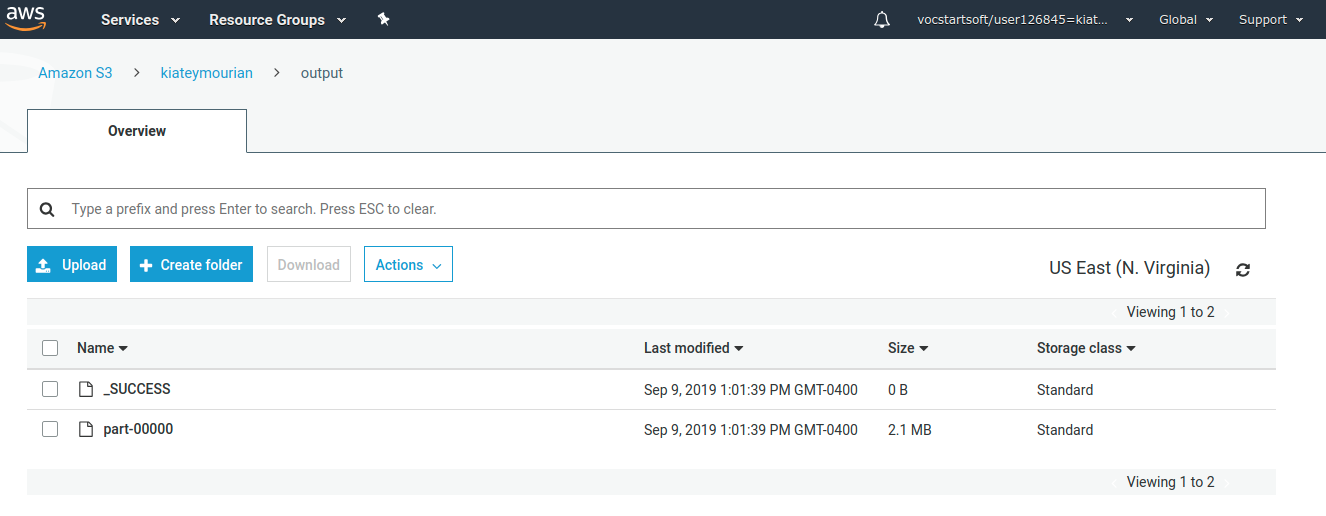 aws Services Resource Groups vocstartsoft/user126845=kiat... Global Support
Amazon S3 > kiateymourian > output
Overview
Type a prefix and press Enter to search. Press ESC to clear.
Upload + Create folder Download Actions US East (N. Virginia)
Viewing 1 to 2
Name Last modified Size Storage class
_SUCCESS Sep 9, 2019 1:01:39 PM GMT-0400 0 B Standard
part-00000 Sep 9, 2019 1:01:39 PM GMT-0400 2.1 MB Standard
Viewing 1 to 2